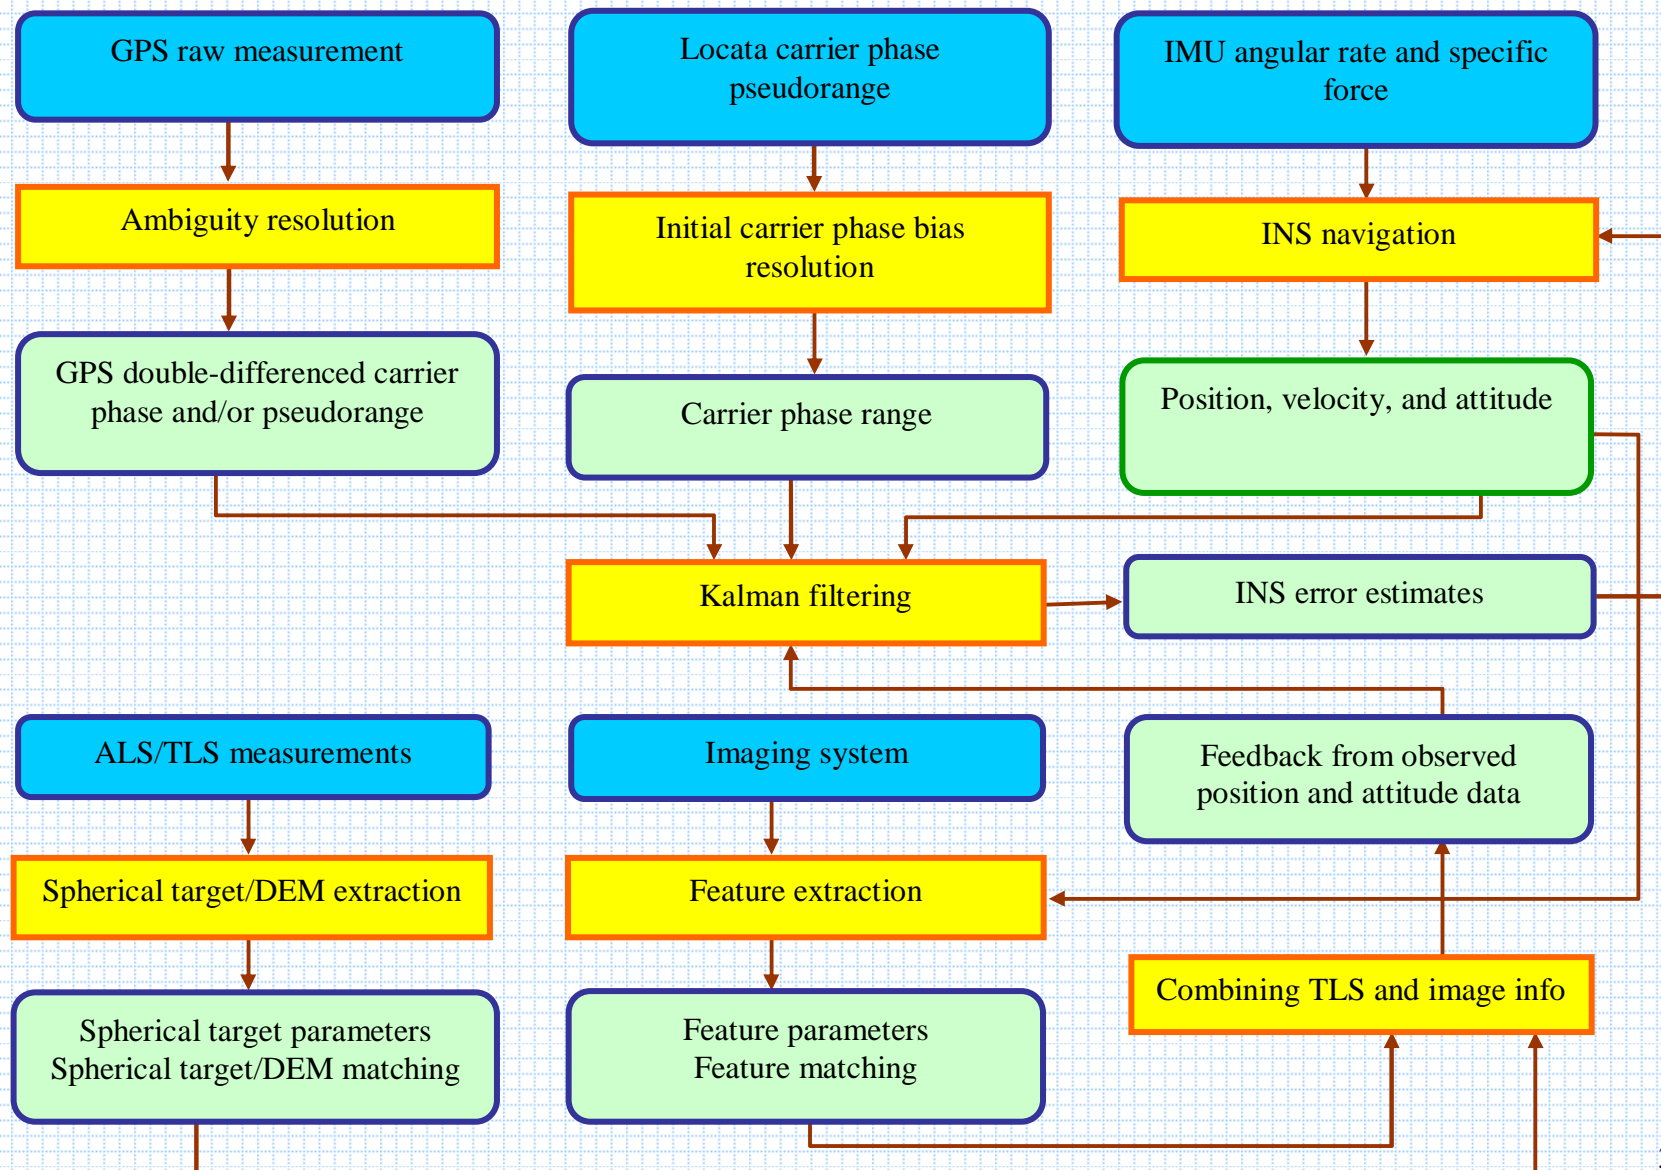 GPS raw measurement
Locata carrier phase
pseudorange
IMU angular rate and specific
force
Ambiguity resolution
Initial carrier phase bias
resolution
INS navigation
GPS double-differenced carrier
phase and/or pseudorange
Carrier phase range
Position, velocity, and attitude
Kalman filtering
INS error estimates
ALS/TLS measurements
Imaging system
Feedback from observed
position and attitude data
Spherical target/DEM extraction
Feature extraction
Combining TLS and image info
Spherical target parameters
Spherical target/DEM matching
Feature parameters
Feature matching